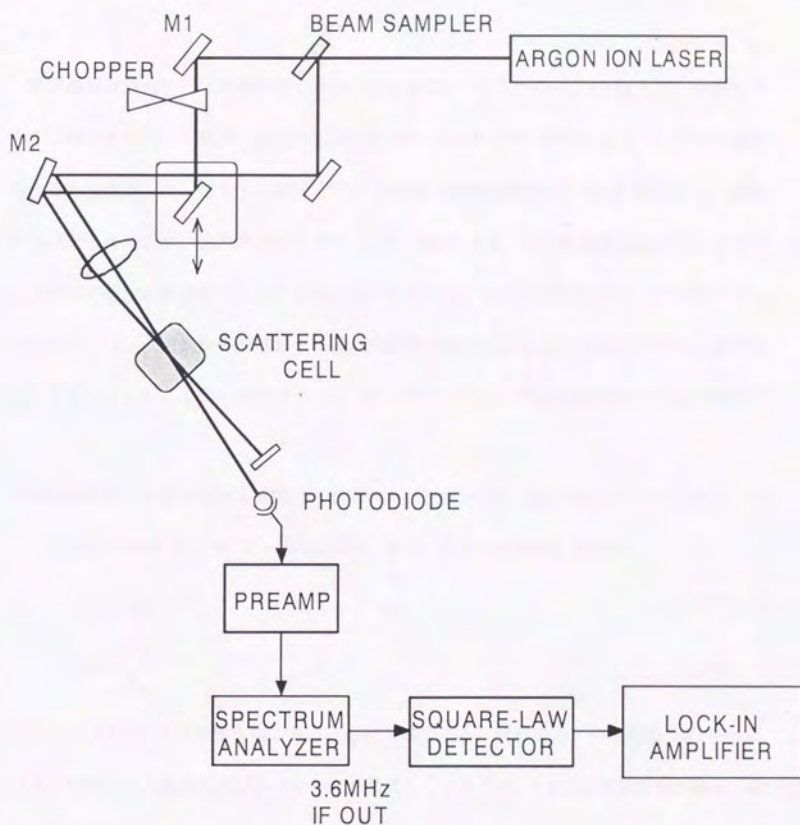 M1
BEAM SAMPLER
ARGON ION LASER
CHOPPER
M2
SCATTERING
CELL
PHOTODIODE
PREAMP
SPECTRUM
ANALYZER
SQUARE-LAW
DETECTOR
LOCK-IN
AMPLIFIER
3.6MHz
IF OUT